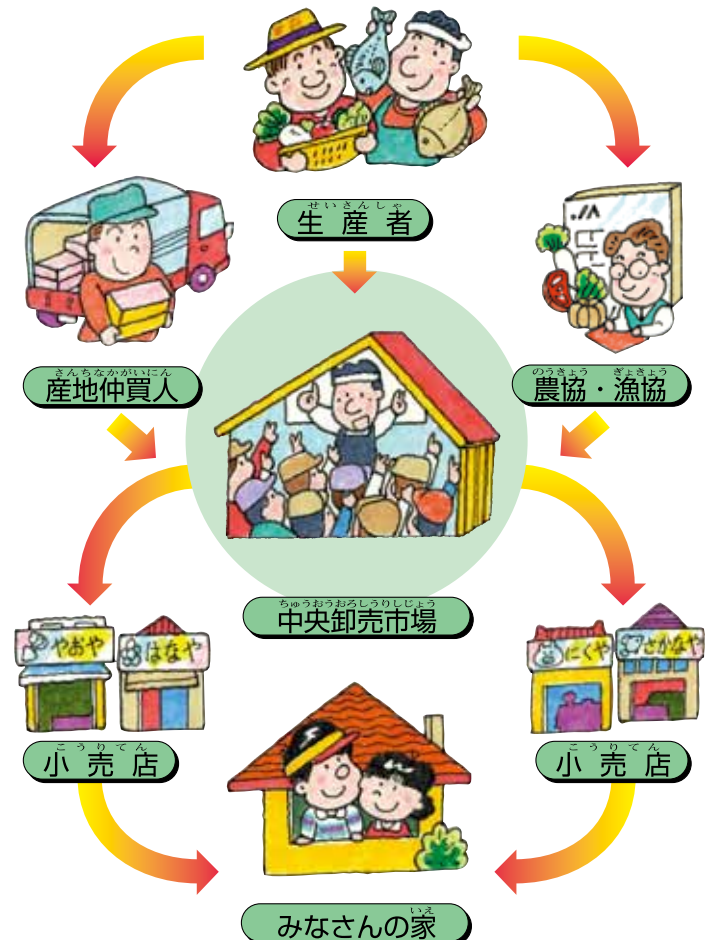 せいさんしゃ
生産者
さんちなかがいにん
産地仲買人
のうきょう ぎょきょう
農協・漁協
ちゅうおうおろしうりしじょう
中央卸売市場
やおや
はなや
にくや
さかなや
こうりてん
小売店
こうりてん
小売店
いえ
みなさんの家